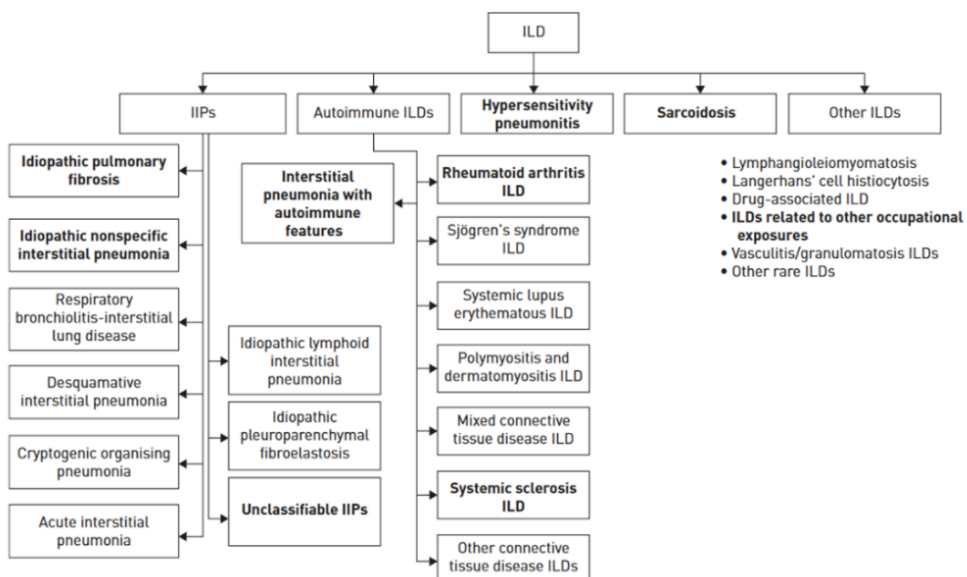 ILD
IIPs
Autoimmune ILDs
Hypersensitivity
pneumonitis
Sarcoidosis
Other ILDs
Idiopathic pulmonary
fibrosis
Idiopathic nonspecific
interstitial pneumonia
Respiratory
bronchiolitis-interstitial
lung disease
Desquamative
interstitial pneumonia
Cryptogenic organising
pneumonia
Acute interstitial
pneumonia
Idiopathic lymphoid
interstitial
pneumonia
Idiopathic
pleuroparenchymal
fibroelastosis
Unclassifiable IIPs
Interstitial
pneumonia with
autoimmune
features
Rheumatoid arthritis
ILD
Sjögren's syndrome
ILD
Systemic lupus
erythematous ILD
Polymyositis and
dermatomyositis ILD
Mixed connective
tissue disease ILD
Systemic sclerosis
ILD
Other connective
tissue disease ILDs
• Lymphangioleiomyomatosis
• Langerhans' cell histiocytosis
• Drug-associated ILD
• ILDs related to other occupational
exposures
• Vasculitis/granulomatosis ILDs
• Other rare ILDs